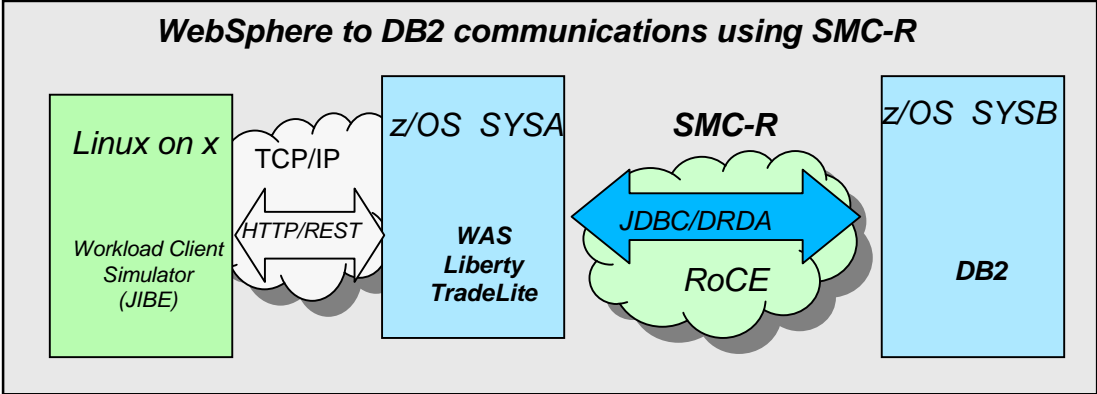 WebSphere to DB2 communications using SMC-R
Linux on x
Workload Client
Simulator
(JIBE)
TCP/IP
HTTP/REST
z/OS SYSA
WAS
Liberty
TradeLite
SMC-R
JDBC/DRDA
RoCE
z/OS SYSB
DB2